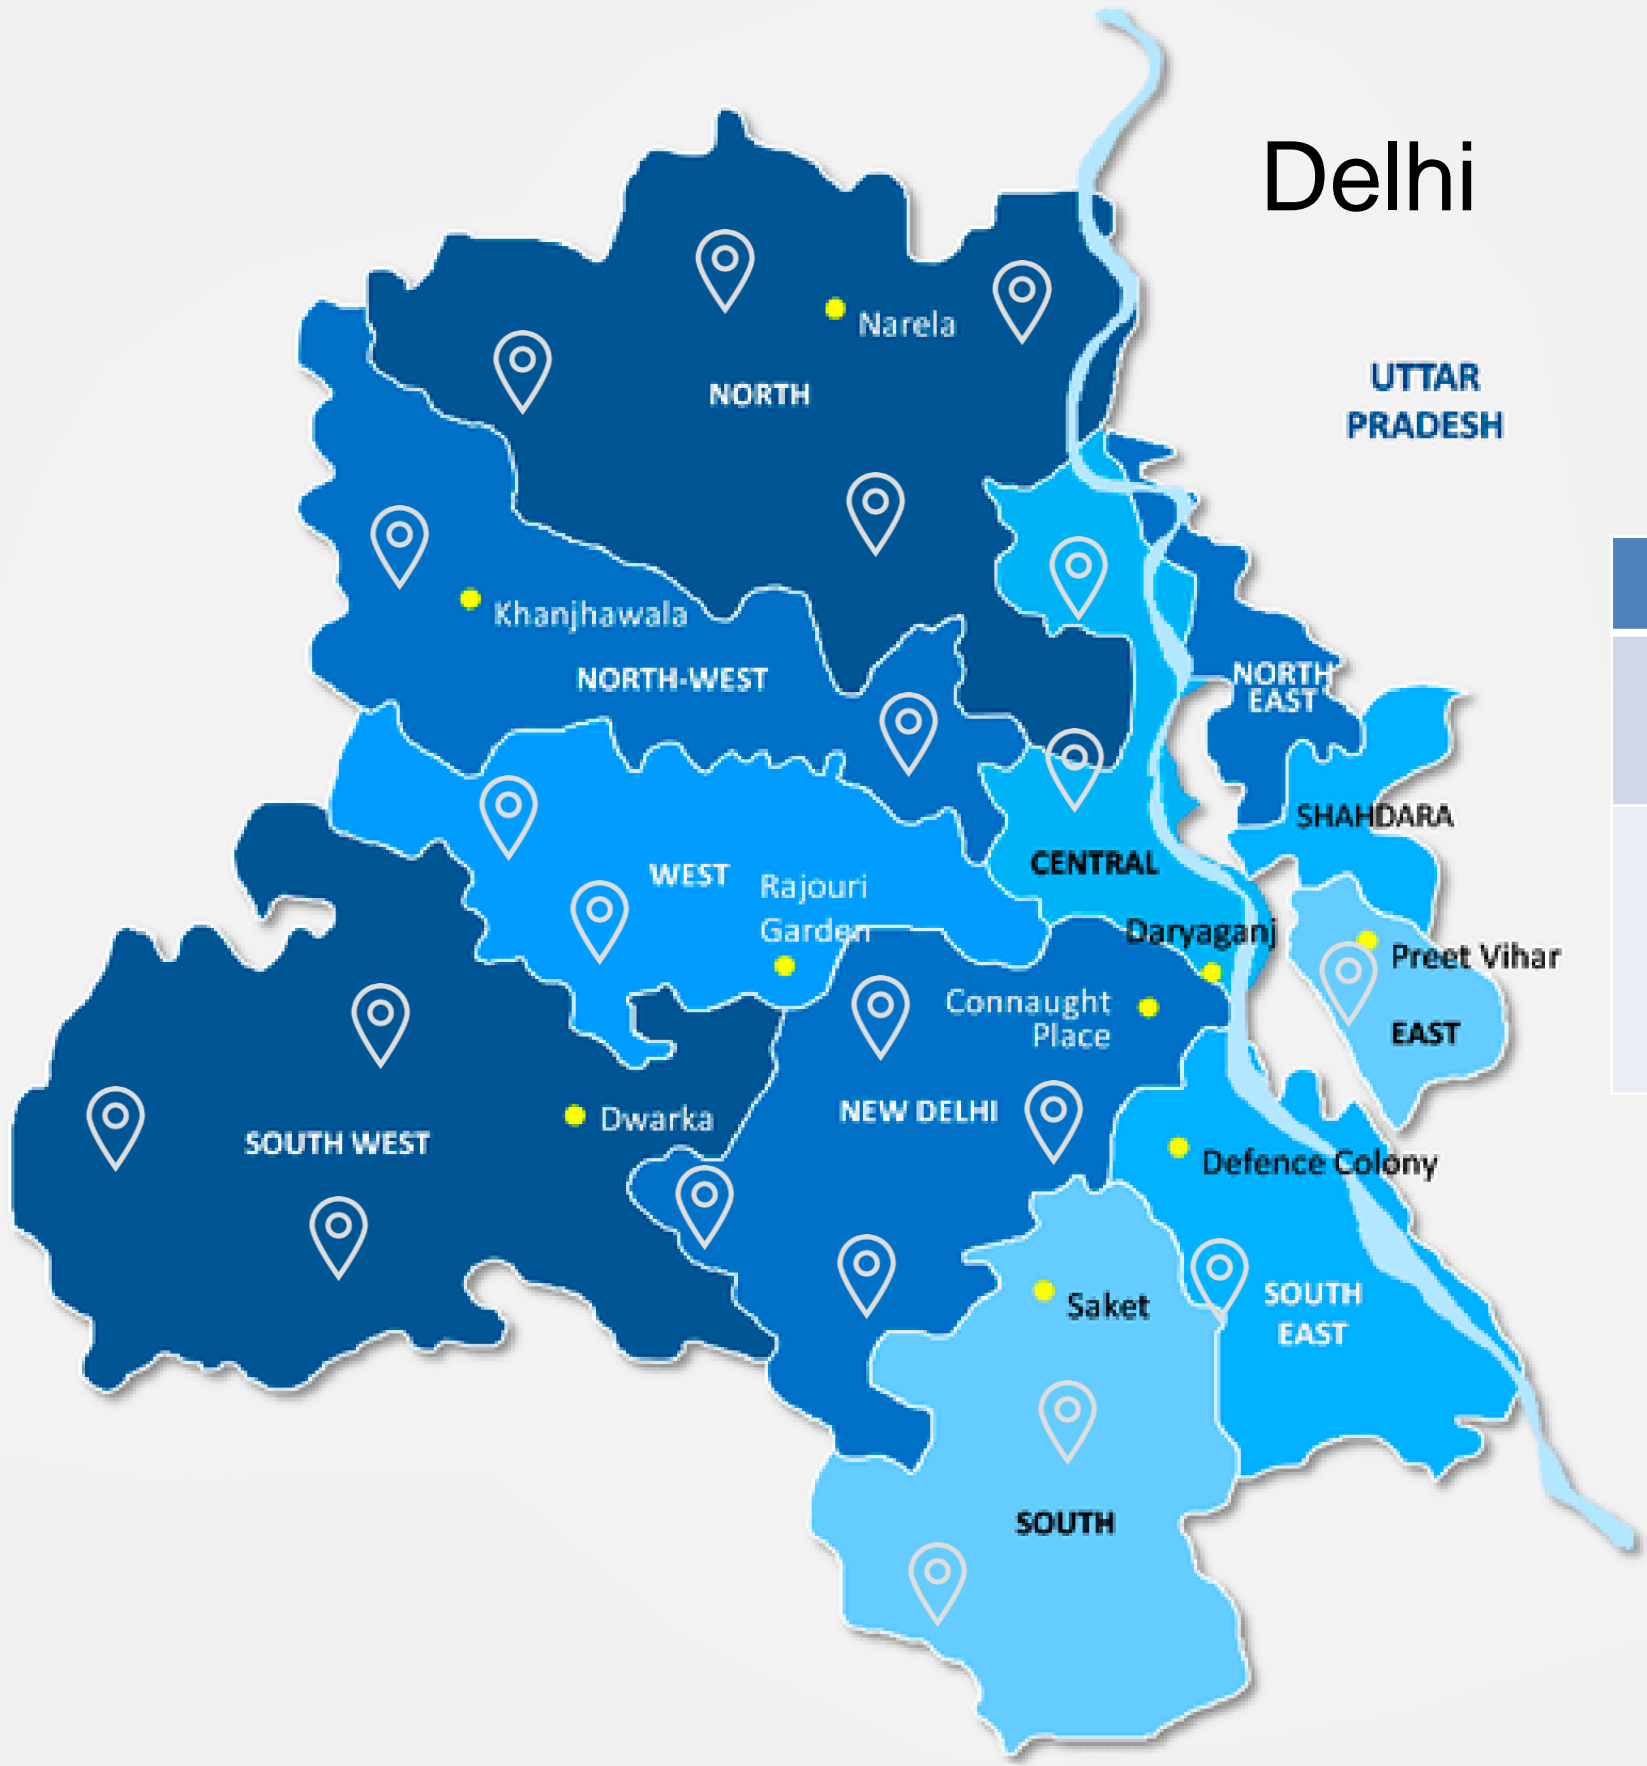 Delhi
Narela
UTTAR
PRADESH
NORTH
Khanjhawala
NORTH-WEST
NORTH
EAST
SHAHDARA
CENTRAL
WEST
Rajouri
Garden
Daryaganj
Preet Vihar
Connaught
Place
EAST
NEW DELHI
Dwarka
SOUTH WEST
Defence Colony
Saket
SOUTH
EAST
SOUTH